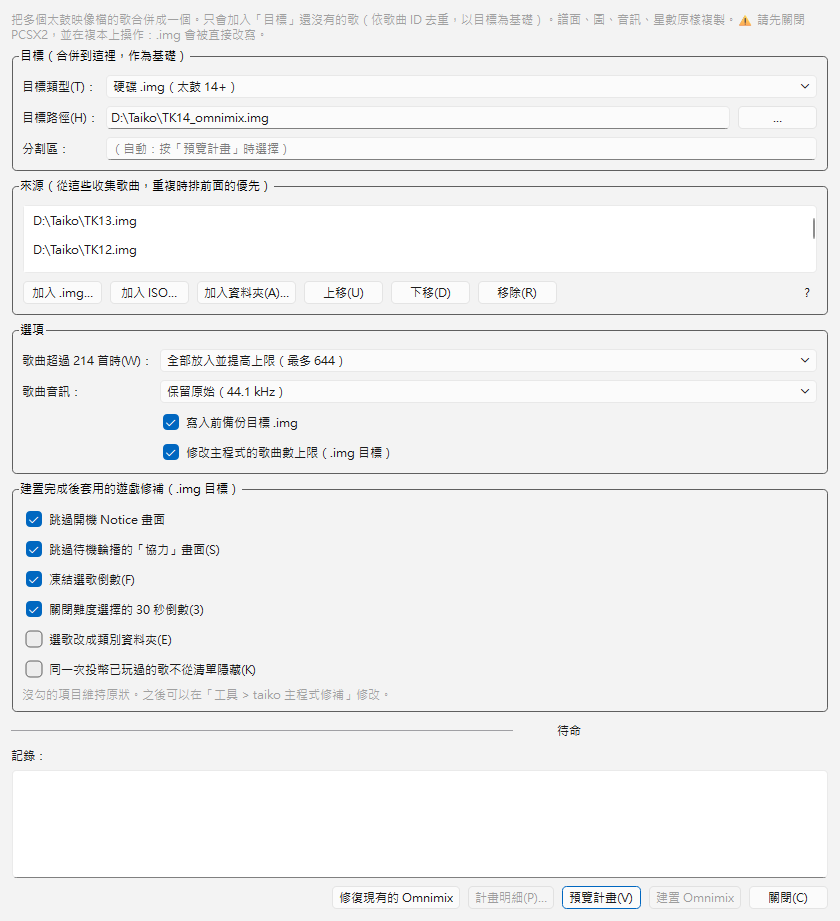 把多個太鼓映像檔的歌合併成一個。只會加入「目標」還沒有的歌（依歌曲 ID 去重，以目標為基礎）。譜面、圖、音訊、星數原樣複製。⚠️ 請先關閉
PCSX2，並在複本上操作：.img 會被直接改寫。
目標（合併到這裡，作為基礎）
目標類型(T)：
硬碟 .img（太鼓 14+）
目標路徑(H)：
D:\Taiko\TK14_omnimix.img
...
分割區：
（自動：按「預覽計畫」時選擇）
來源（從這些收集歌曲，重複時排前面的優先）
D:\Taiko\TK13.img
D:\Taiko\TK12.img
加入 .img...
加入 ISO...
加入資料夾(A)...
上移(U)
下移(D)
移除(R)
?
選項
歌曲超過 214 首時(W)：
全部放入並提高上限（最多 644）
歌曲音訊：
保留原始（44.1 kHz）
寫入前備份目標 .img
修改主程式的歌曲數上限（.img 目標）
建置完成後套用的遊戲修補（.img 目標）
跳過開機 Notice 畫面
跳過待機輪播的「協力」畫面(S)
凍結選歌倒數(F)
關閉難度選擇的 30 秒倒數(3)
選歌改成類別資料夾(E)
同一次投幣已玩過的歌不從清單隱藏(K)
沒勾的項目維持原狀。之後可以在「工具 > taiko 主程式修補」修改。
待命
記錄：
修復現有的 Omnimix
計畫明細(P)...
預覽計畫(V)
建置 Omnimix
關閉(C)